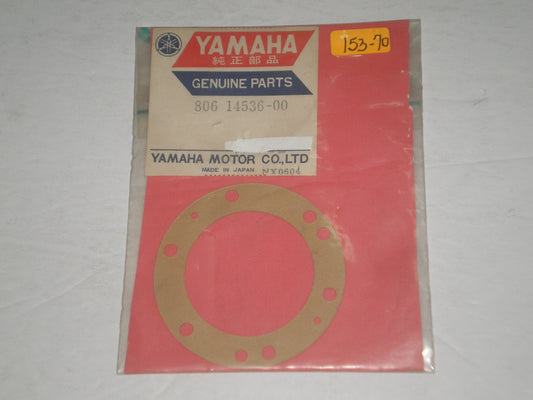 YAMAHA
純正部品
GENUINE PARTS
806 14536-00
YAMAHA MOTOR CO., LTD
MADE IN JAPAN NX0604
153-70